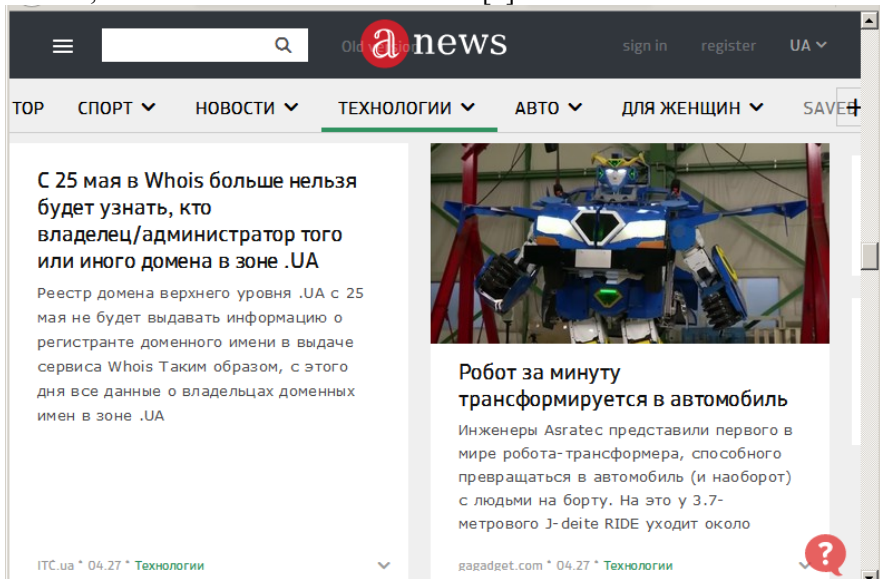 Old version
a news
sign in
register
UA
TOP
СПОРТ
НОВОСТИ
ТЕХНОЛОГИИ
АВТО
ДЛЯ ЖЕНЩИН
SAVED
+
С 25 мая в Whois больше нельзя
будет узнать, кто
владелец/администратор того
или иного домена в зоне .UA
Реестр домена верхнего уровня .UA с 25
мая не будет выдавать информацию о
регистранте доменного имени в выдаче
сервиса Whois Таким образом, с этого
дня все данные о владельцах доменных
имен в зоне .UA
ITC.ua * 04.27 * Технологии
Робот за минуту
трансформируется в автомобиль
Инженеры Asratec представили первого в
мире робота-трансформера, способного
превращаться в автомобиль (и наоборот)
с людьми на борту. На это у 3.7-
метрового J-deite RIDE уходит около
gagadget.com * 04.27 * Технологии
?